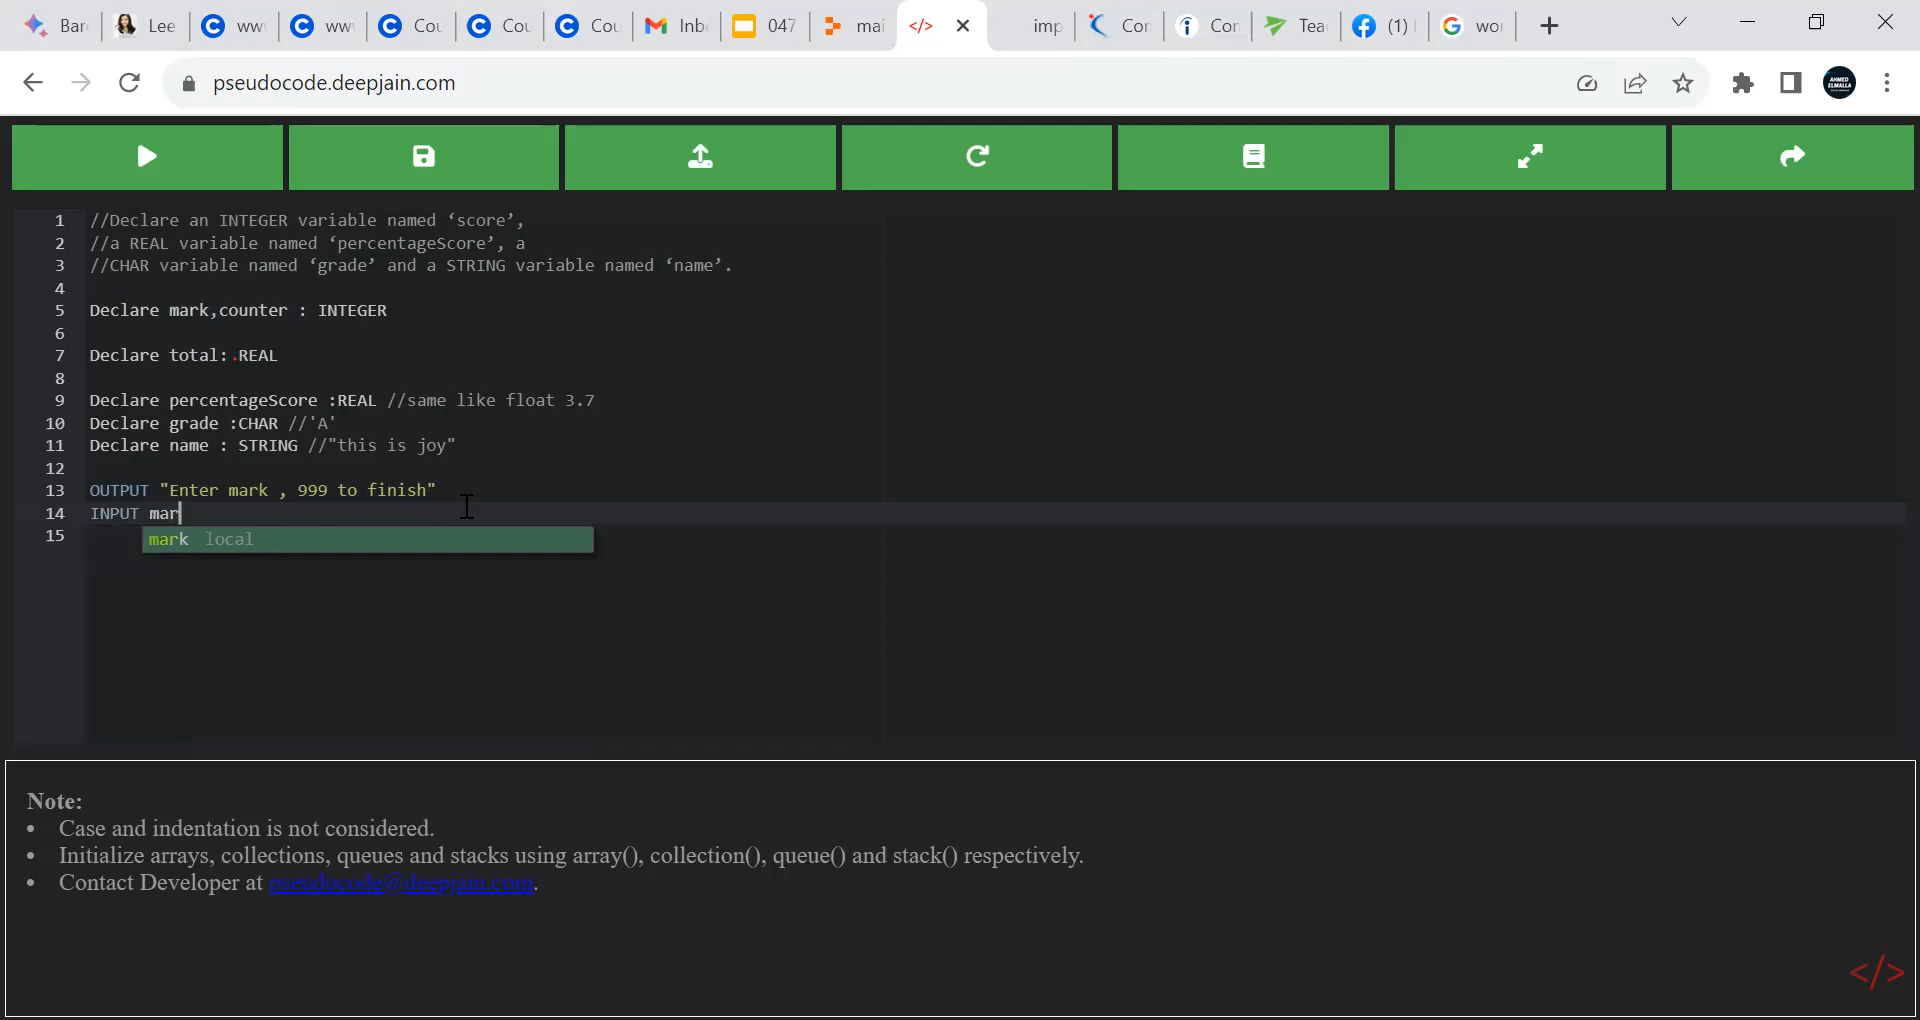 Bar
Lee
ww
ww
Cou
Cou
Cou
Inb
047
mai
</>
imp
Cor
Cor
Tea
(1)
wor
pseudocode.deepjain.com
AHMED
ELMALLA
1 //Declare an INTEGER variable named ‘score’,
2 //a REAL variable named ‘percentageScore’, a
3 //CHAR variable named ‘grade’ and a STRING variable named ‘name’.
4
5 Declare mark,counter : INTEGER
6
7 Declare total: REAL
8
9 Declare percentageScore :REAL //same like float 3.7
10 Declare grade :CHAR //'A'
11 Declare name : STRING //"this is joy"
12
13 OUTPUT "Enter mark , 999 to finish"
14 INPUT mar
15
mark local
Note:
• Case and indentation is not considered.
• Initialize arrays, collections, queues and stacks using array(), collection(), queue() and stack() respectively.
• Contact Developer at pseudocode@deepjain.com.
</>